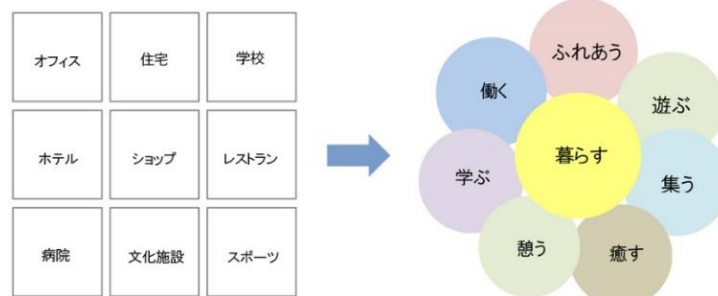 オフィス
住宅
学校
ホテル
ショップ
レストラン
病院
文化施設
スポーツ
ふれあう
働く
遊ぶ
暮らす
学ぶ
集う
憩う
癒す